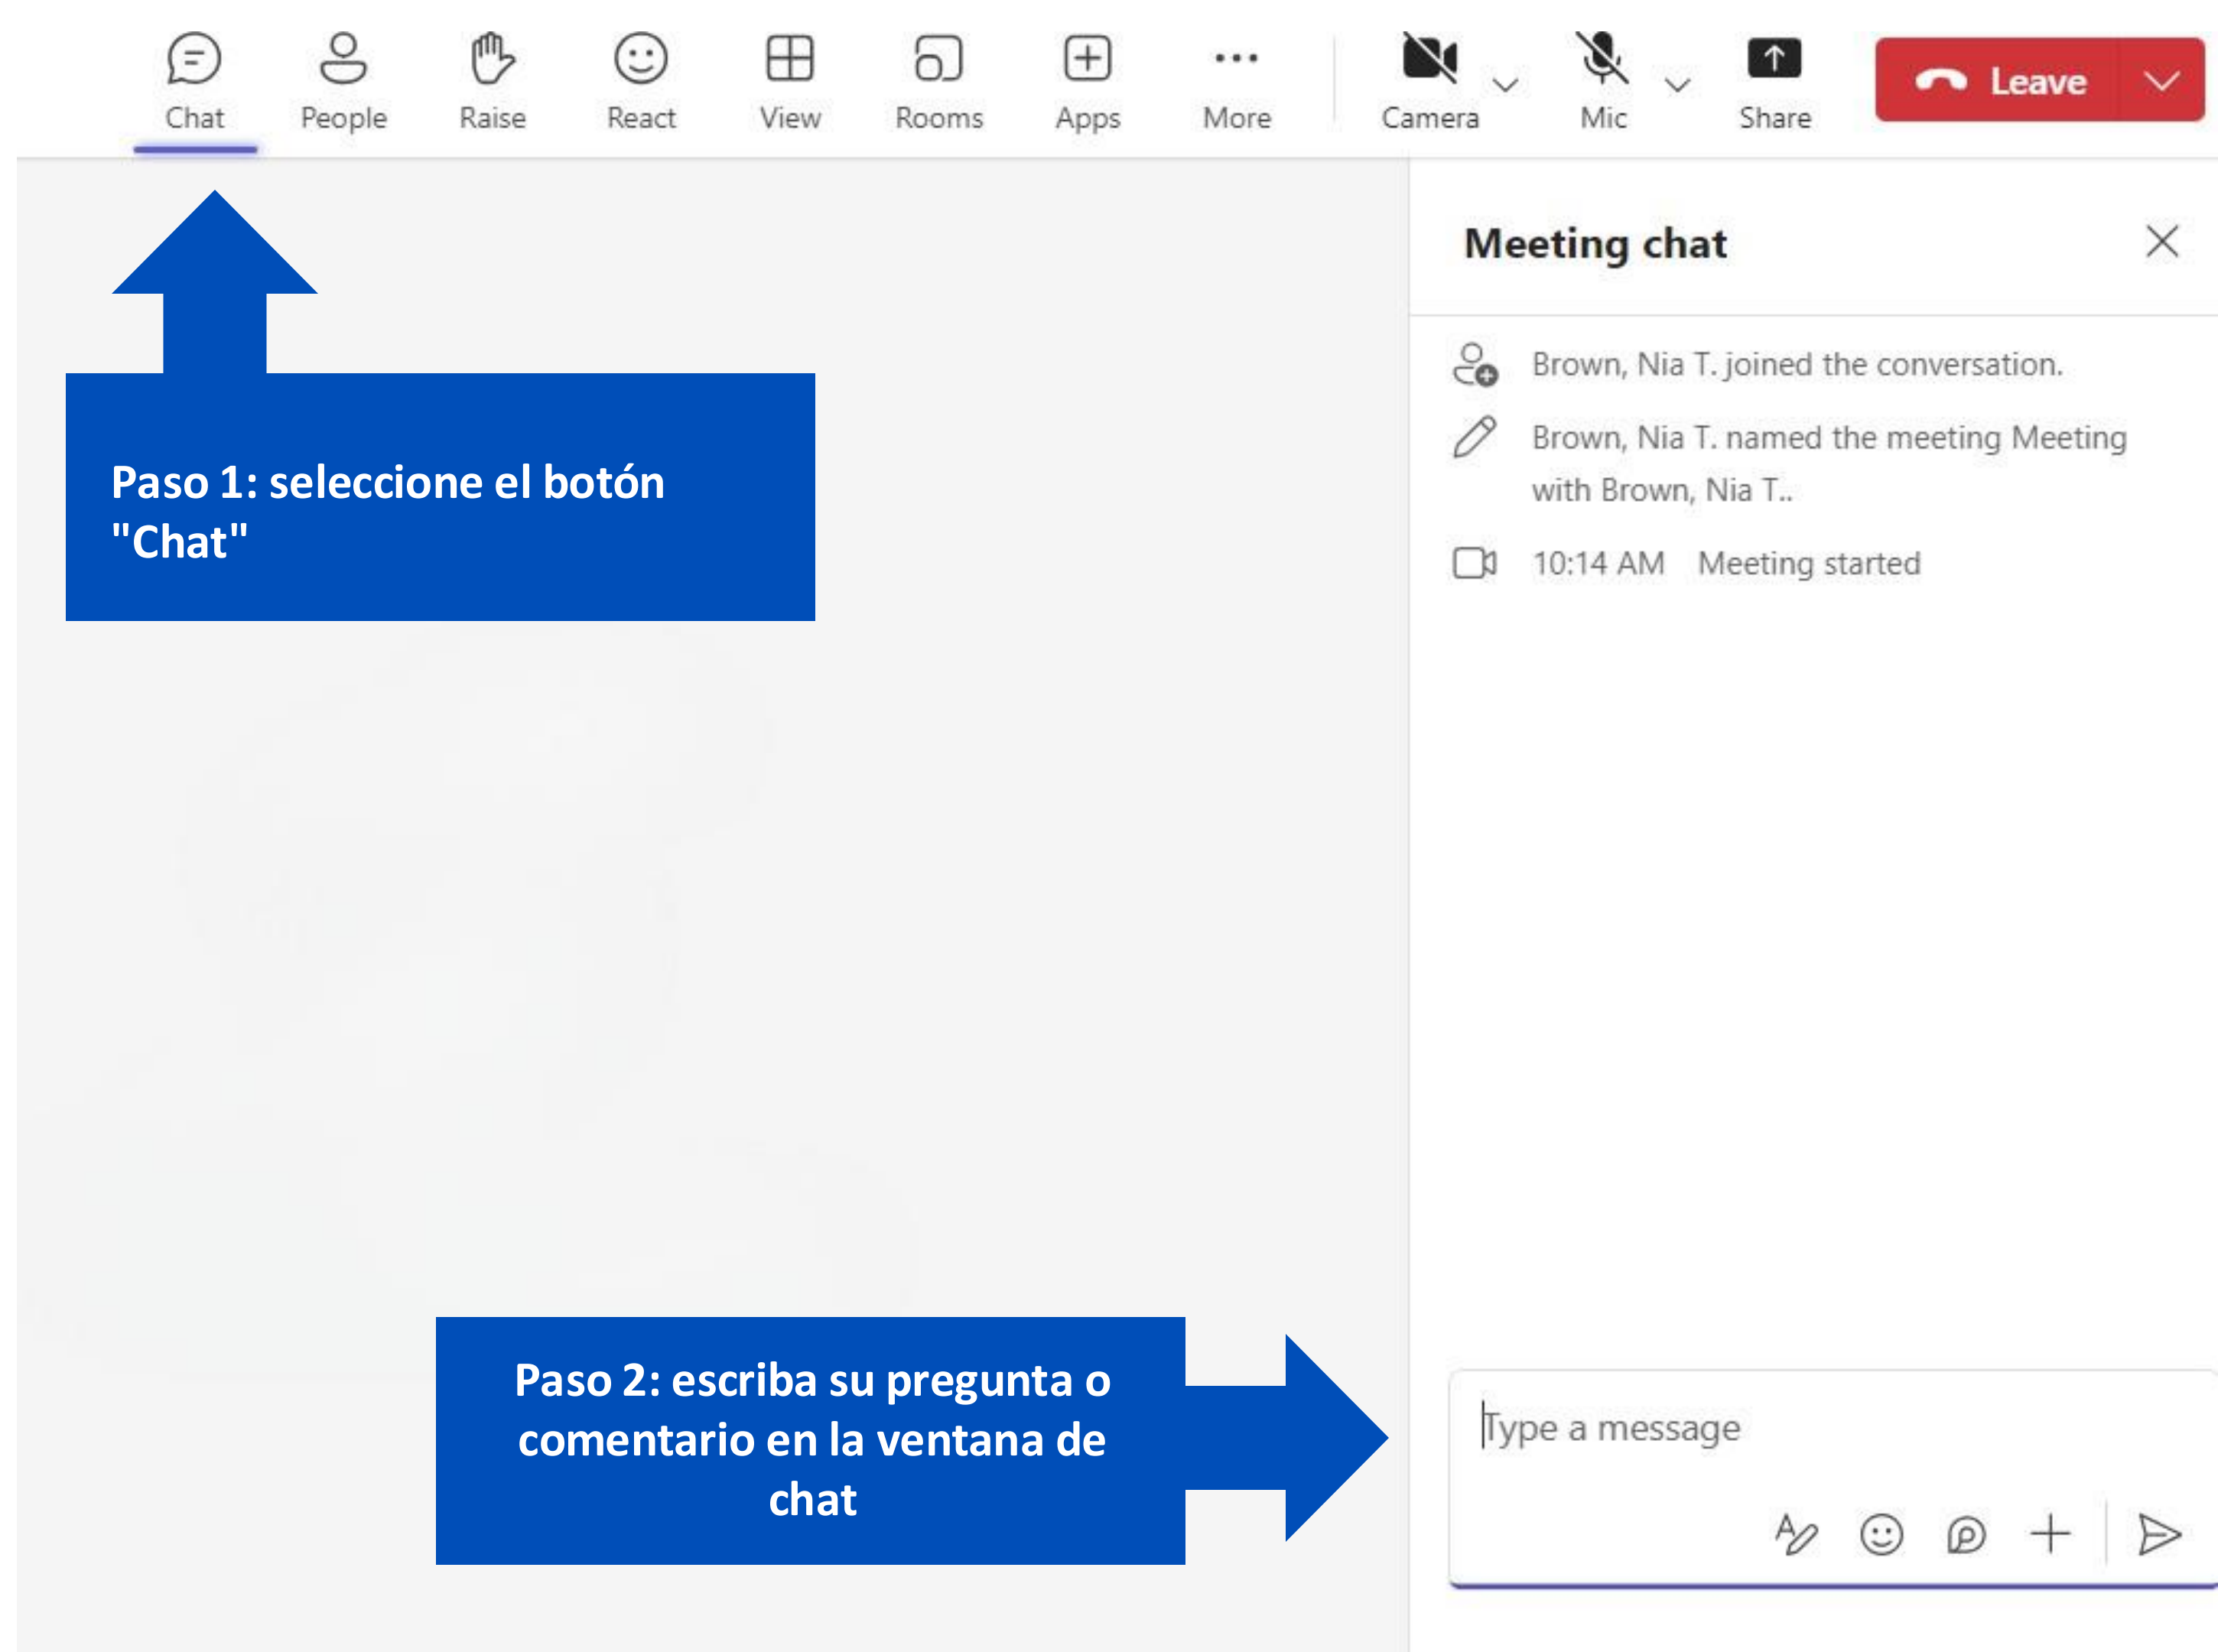 Chat People Raise React View Rooms Apps More Camera Mic Share Leave
Paso 1: seleccione el botón
"Chat"
Meeting chat
Brown, Nia T. joined the conversation.
Brown, Nia T. named the meeting Meeting
with Brown, Nia T..
10:14 AM Meeting started
Paso 2: escriba su pregunta o
comentario en la ventana de
chat
Type a message